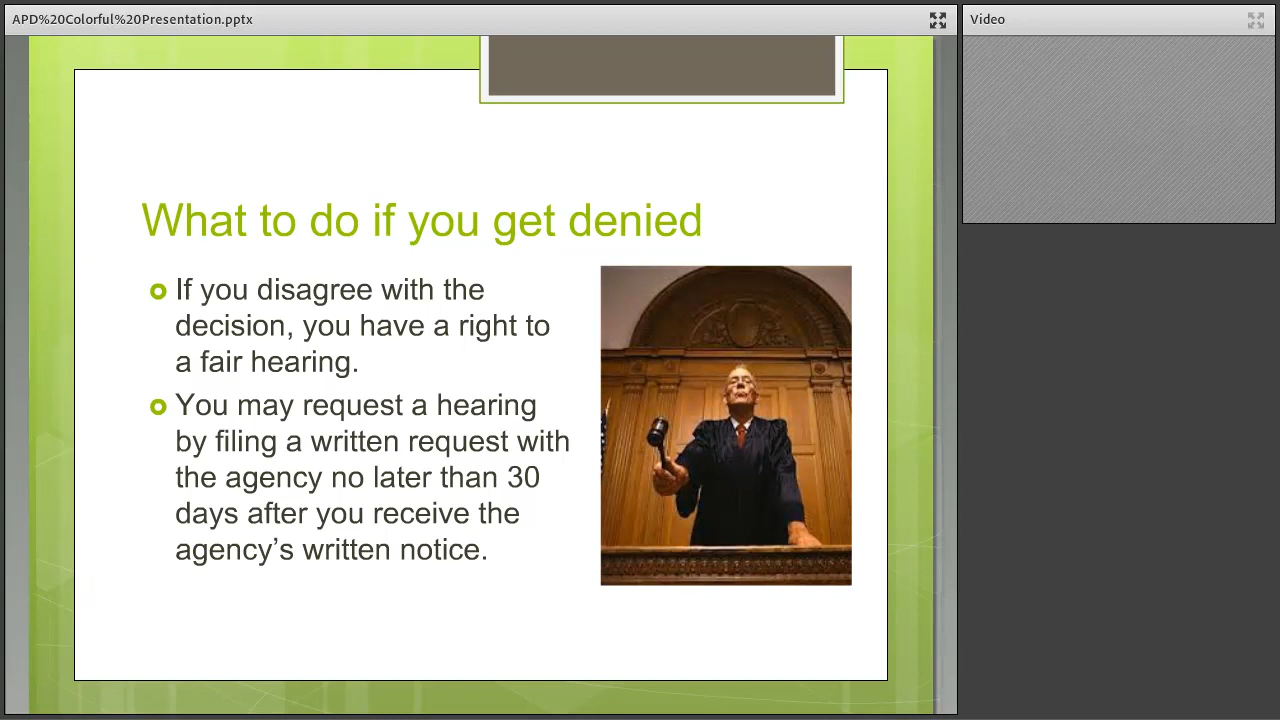 APD%20Colorful%20Presentation.pptx
Video
What to do if you get denied
If you disagree with the
decision, you have a right to
a fair hearing.
You may request a hearing
by filing a written request with
the agency no later than 30
days after you receive the
agency’s written notice.